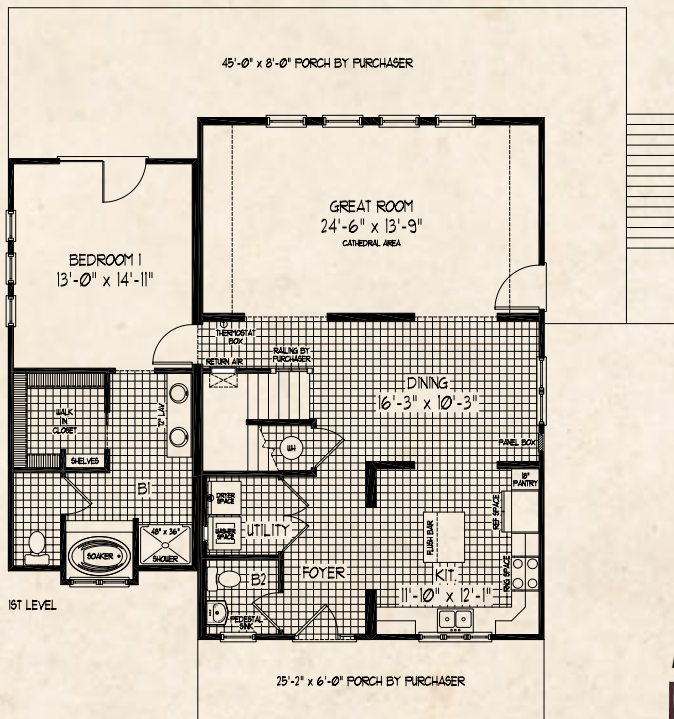 45'-0" x 8'-0" PORCH BY PURCHASER
GREAT ROOM
24'-6" x 13'-9"
CATHEDRAL AREA
BEDROOM 1
13'-0" x 14'-11"
THERMOSTAT
BOX
RETURN AIR
RAILING BY
PURCHASER
DINING
16'-3" x 10'-3"
PANEL BOX
WALK
IN
CLOSET
SHELVES
72" LAV
WH
18"
PANTRY
REF SPACE
B1
DRYER
SPACE
WASHER
SPACE
UTILITY
FLUSH BAR
48" x 36"
SHOWER
SOAKER
FOYER
B2
RNG SPACE
KIT.
11'-10" x 12'-1"
PEDESTAL
SINK
1ST LEVEL
25'-2" x 6'-0" PORCH BY PURCHASER